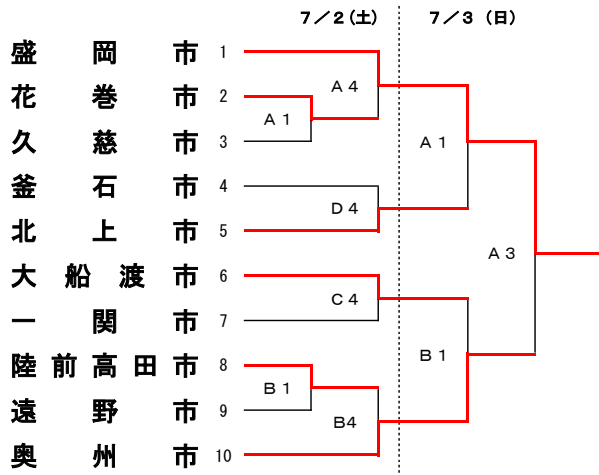 7／2(土) 7／3 (日)
盛岡市 1
花巻市 2
久慈市 3
釜石市 4
北上市 5
大船渡市 6
一関市 7
陸前高田市 8
遠野市 9
奥州市 10
A4
A1
A1
D4
A3
C4
B1
B1
B4